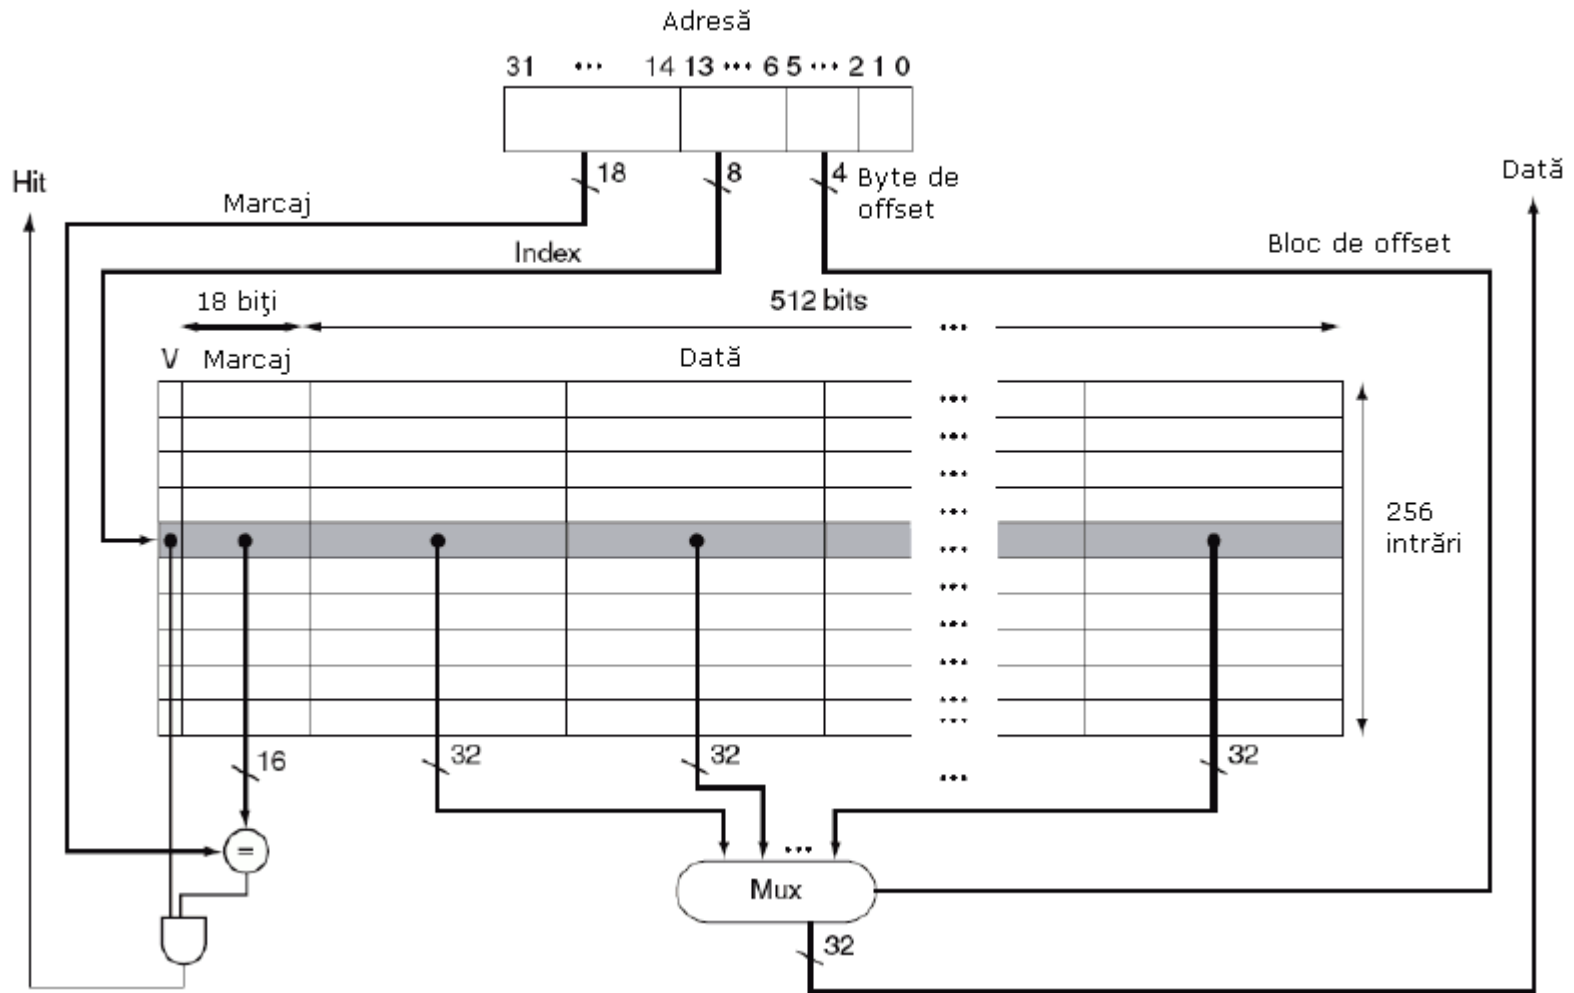 Adresă
31 ••• 14 13 ••• 6 5 ••• 2 1 0
Hit
18
8
4
Byte de
offset
Dată
Marcaj
Index
Bloc de offset
18 biţi
512 bits
•••
V
Marcaj
Dată
•••
•••
•••
•••
•••
•••
•••
•••
•••
•••
•••
256
intrări
16
32
32
•••
32
=
•••
Mux
32